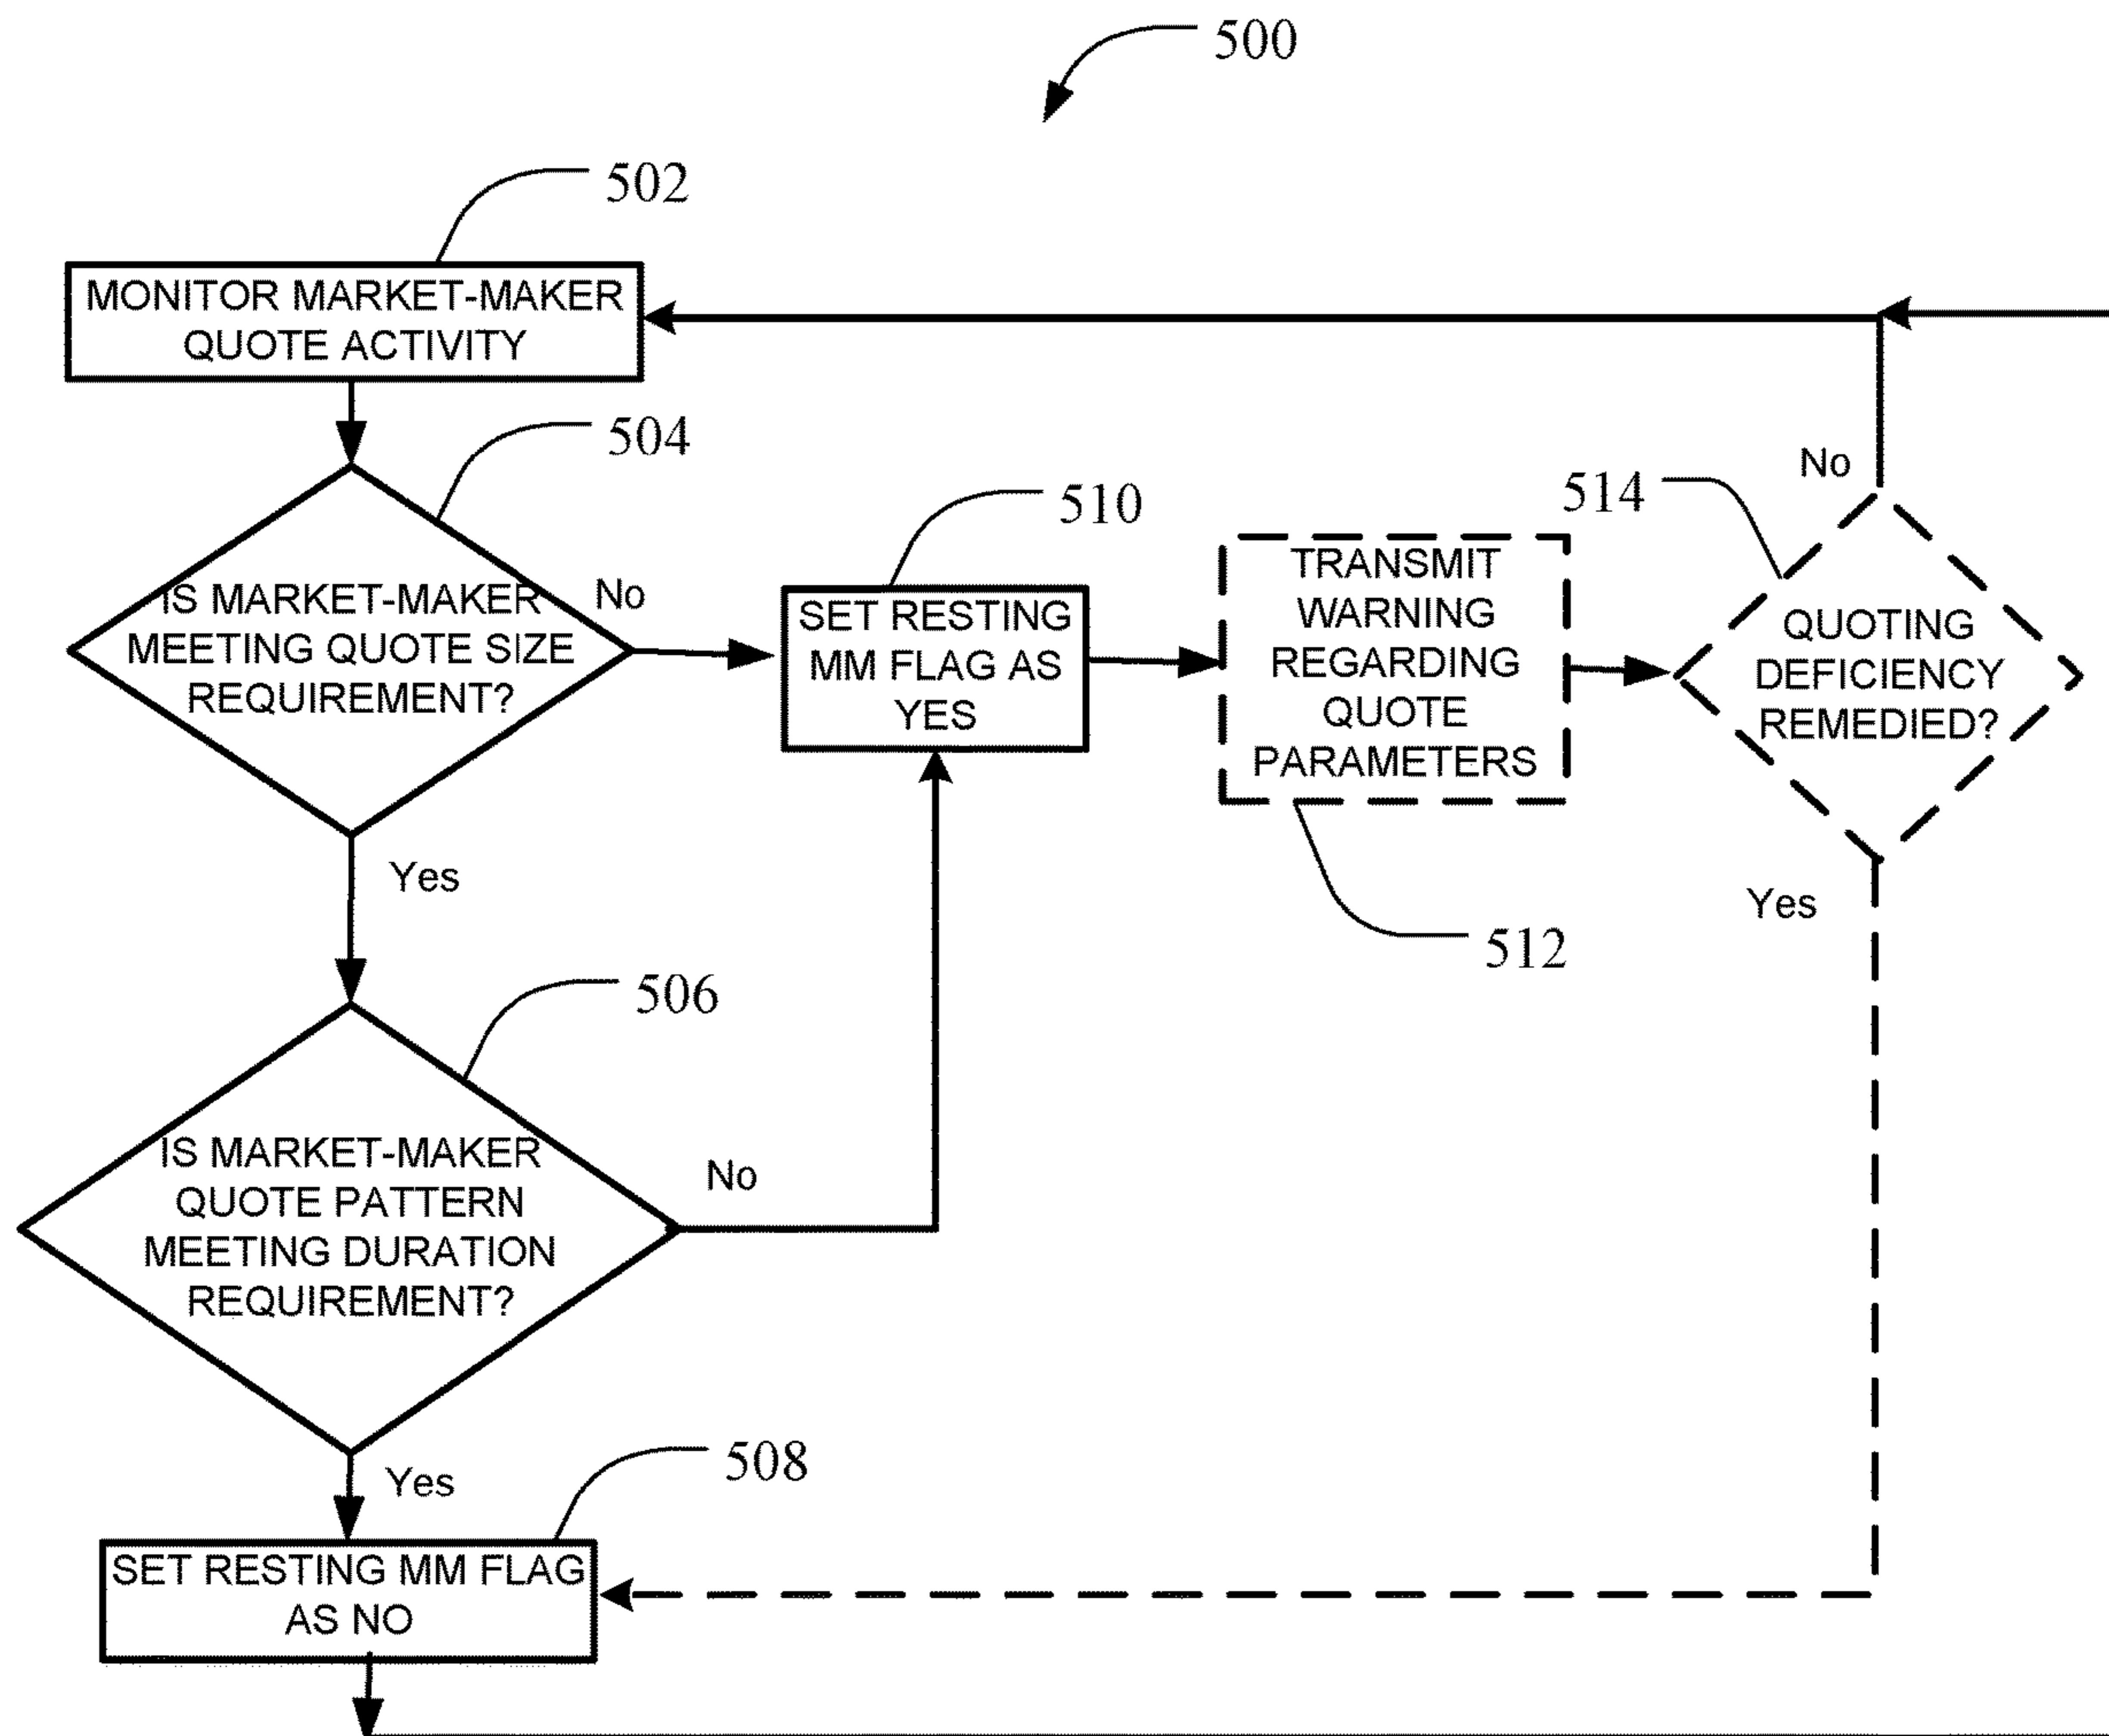 500
502
MONITOR MARKET-MAKER
QUOTE ACTIVITY
504
IS MARKET-MAKER
MEETING QUOTE SIZE
REQUIREMENT?
No
Yes
510
SET RESTING
MM FLAG AS
YES
TRANSMIT
WARNING
REGARDING
QUOTE
PARAMETERS
512
514
No
QUOTING
DEFICIENCY
REMEDIED?
Yes
506
IS MARKET-MAKER
QUOTE PATTERN
MEETING DURATION
REQUIREMENT?
No
Yes
508
SET RESTING MM FLAG
AS NO